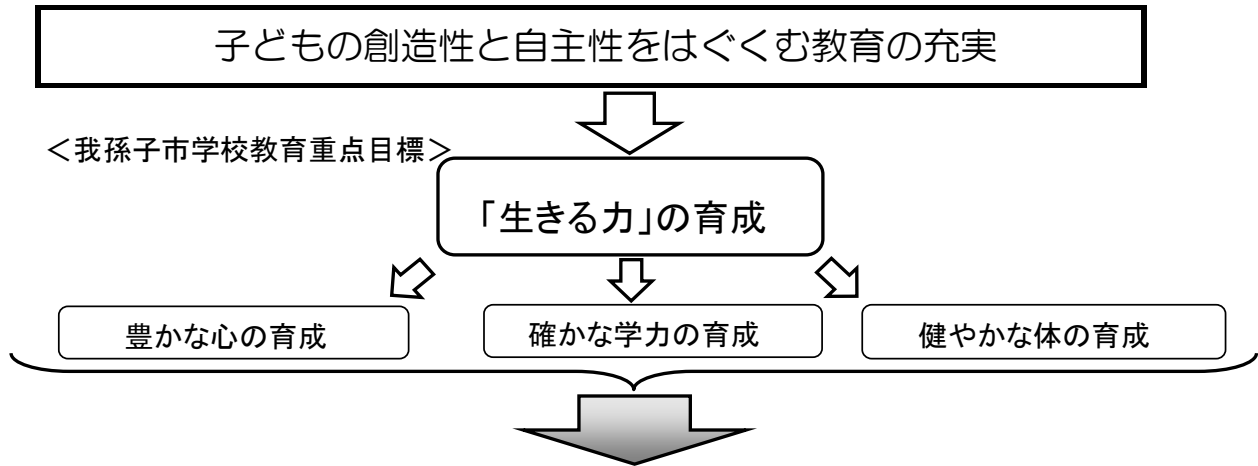 子どもの創造性と自主性をはぐくむ教育の充実
＜我孫子市学校教育重点目標＞
「生きる力」の育成
豊かな心の育成
確かな学力の育成
健やかな体の育成